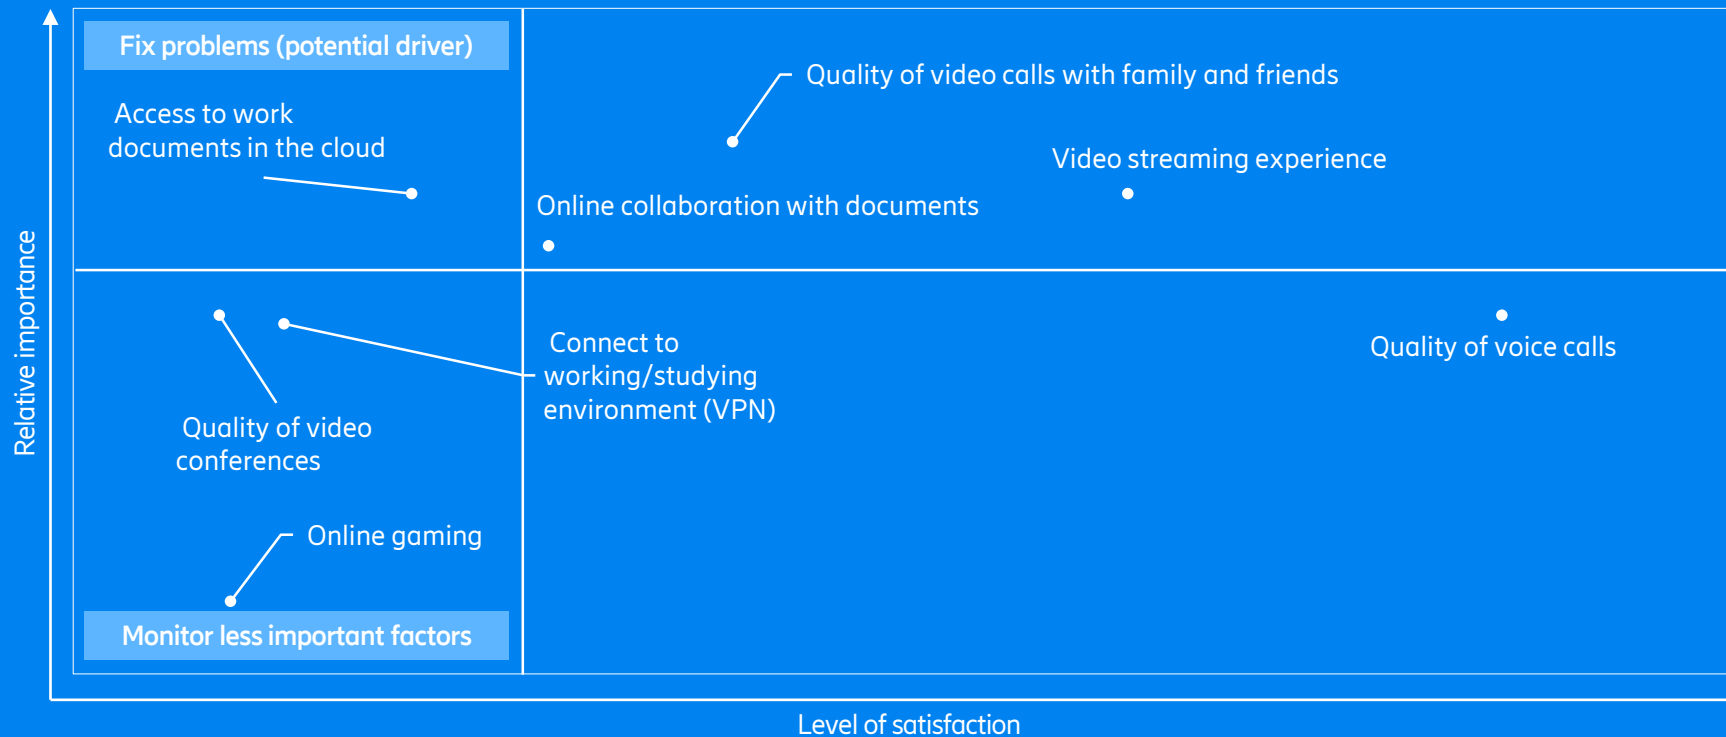 Fix problems (potential driver)
Quality of video calls with family and friends
Access to work
documents in the cloud
Video streaming experience
Online collaboration with documents
Relative importance
Connect to
working/studying
environment (VPN)
Quality of voice calls
Quality of video
conferences
Online gaming
Monitor less important factors
Level of satisfaction